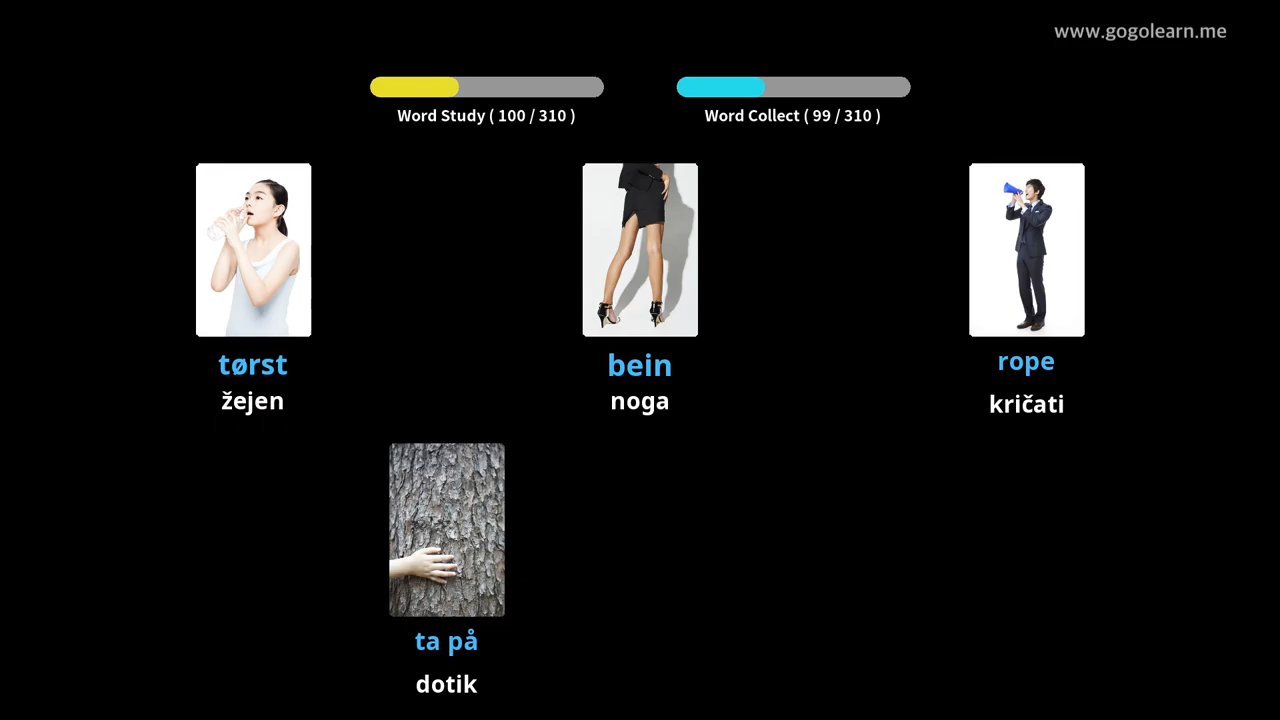 www.gogolearn.me
Word Study ( 100 / 310 )
Word Collect ( 99 / 310 )
tørst
žejen
bein
noga
rope
kričati
ta på
dotik